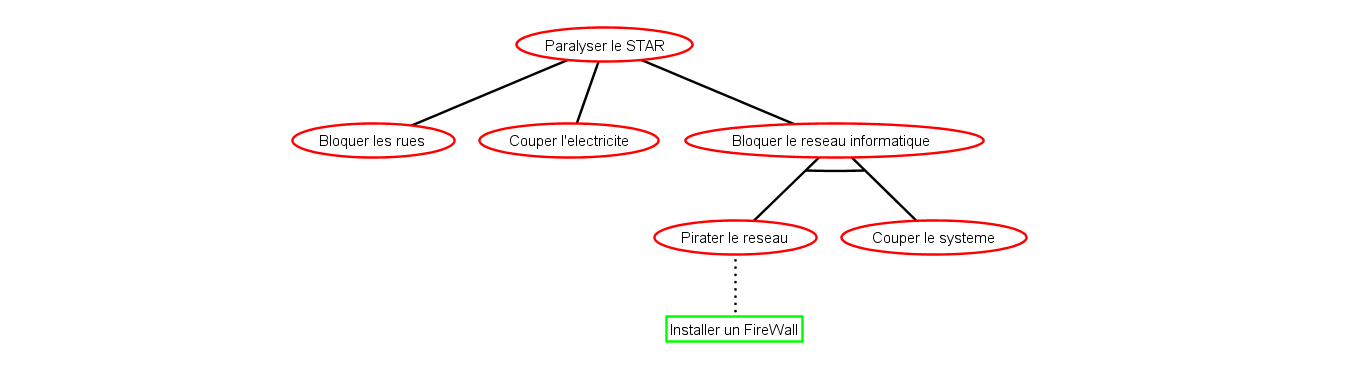 Paralyser le STAR
Bloquer les rues
Couper l'electricite
Bloquer le reseau informatique
Pirater le reseau
Couper le systeme
Installer un FireWall